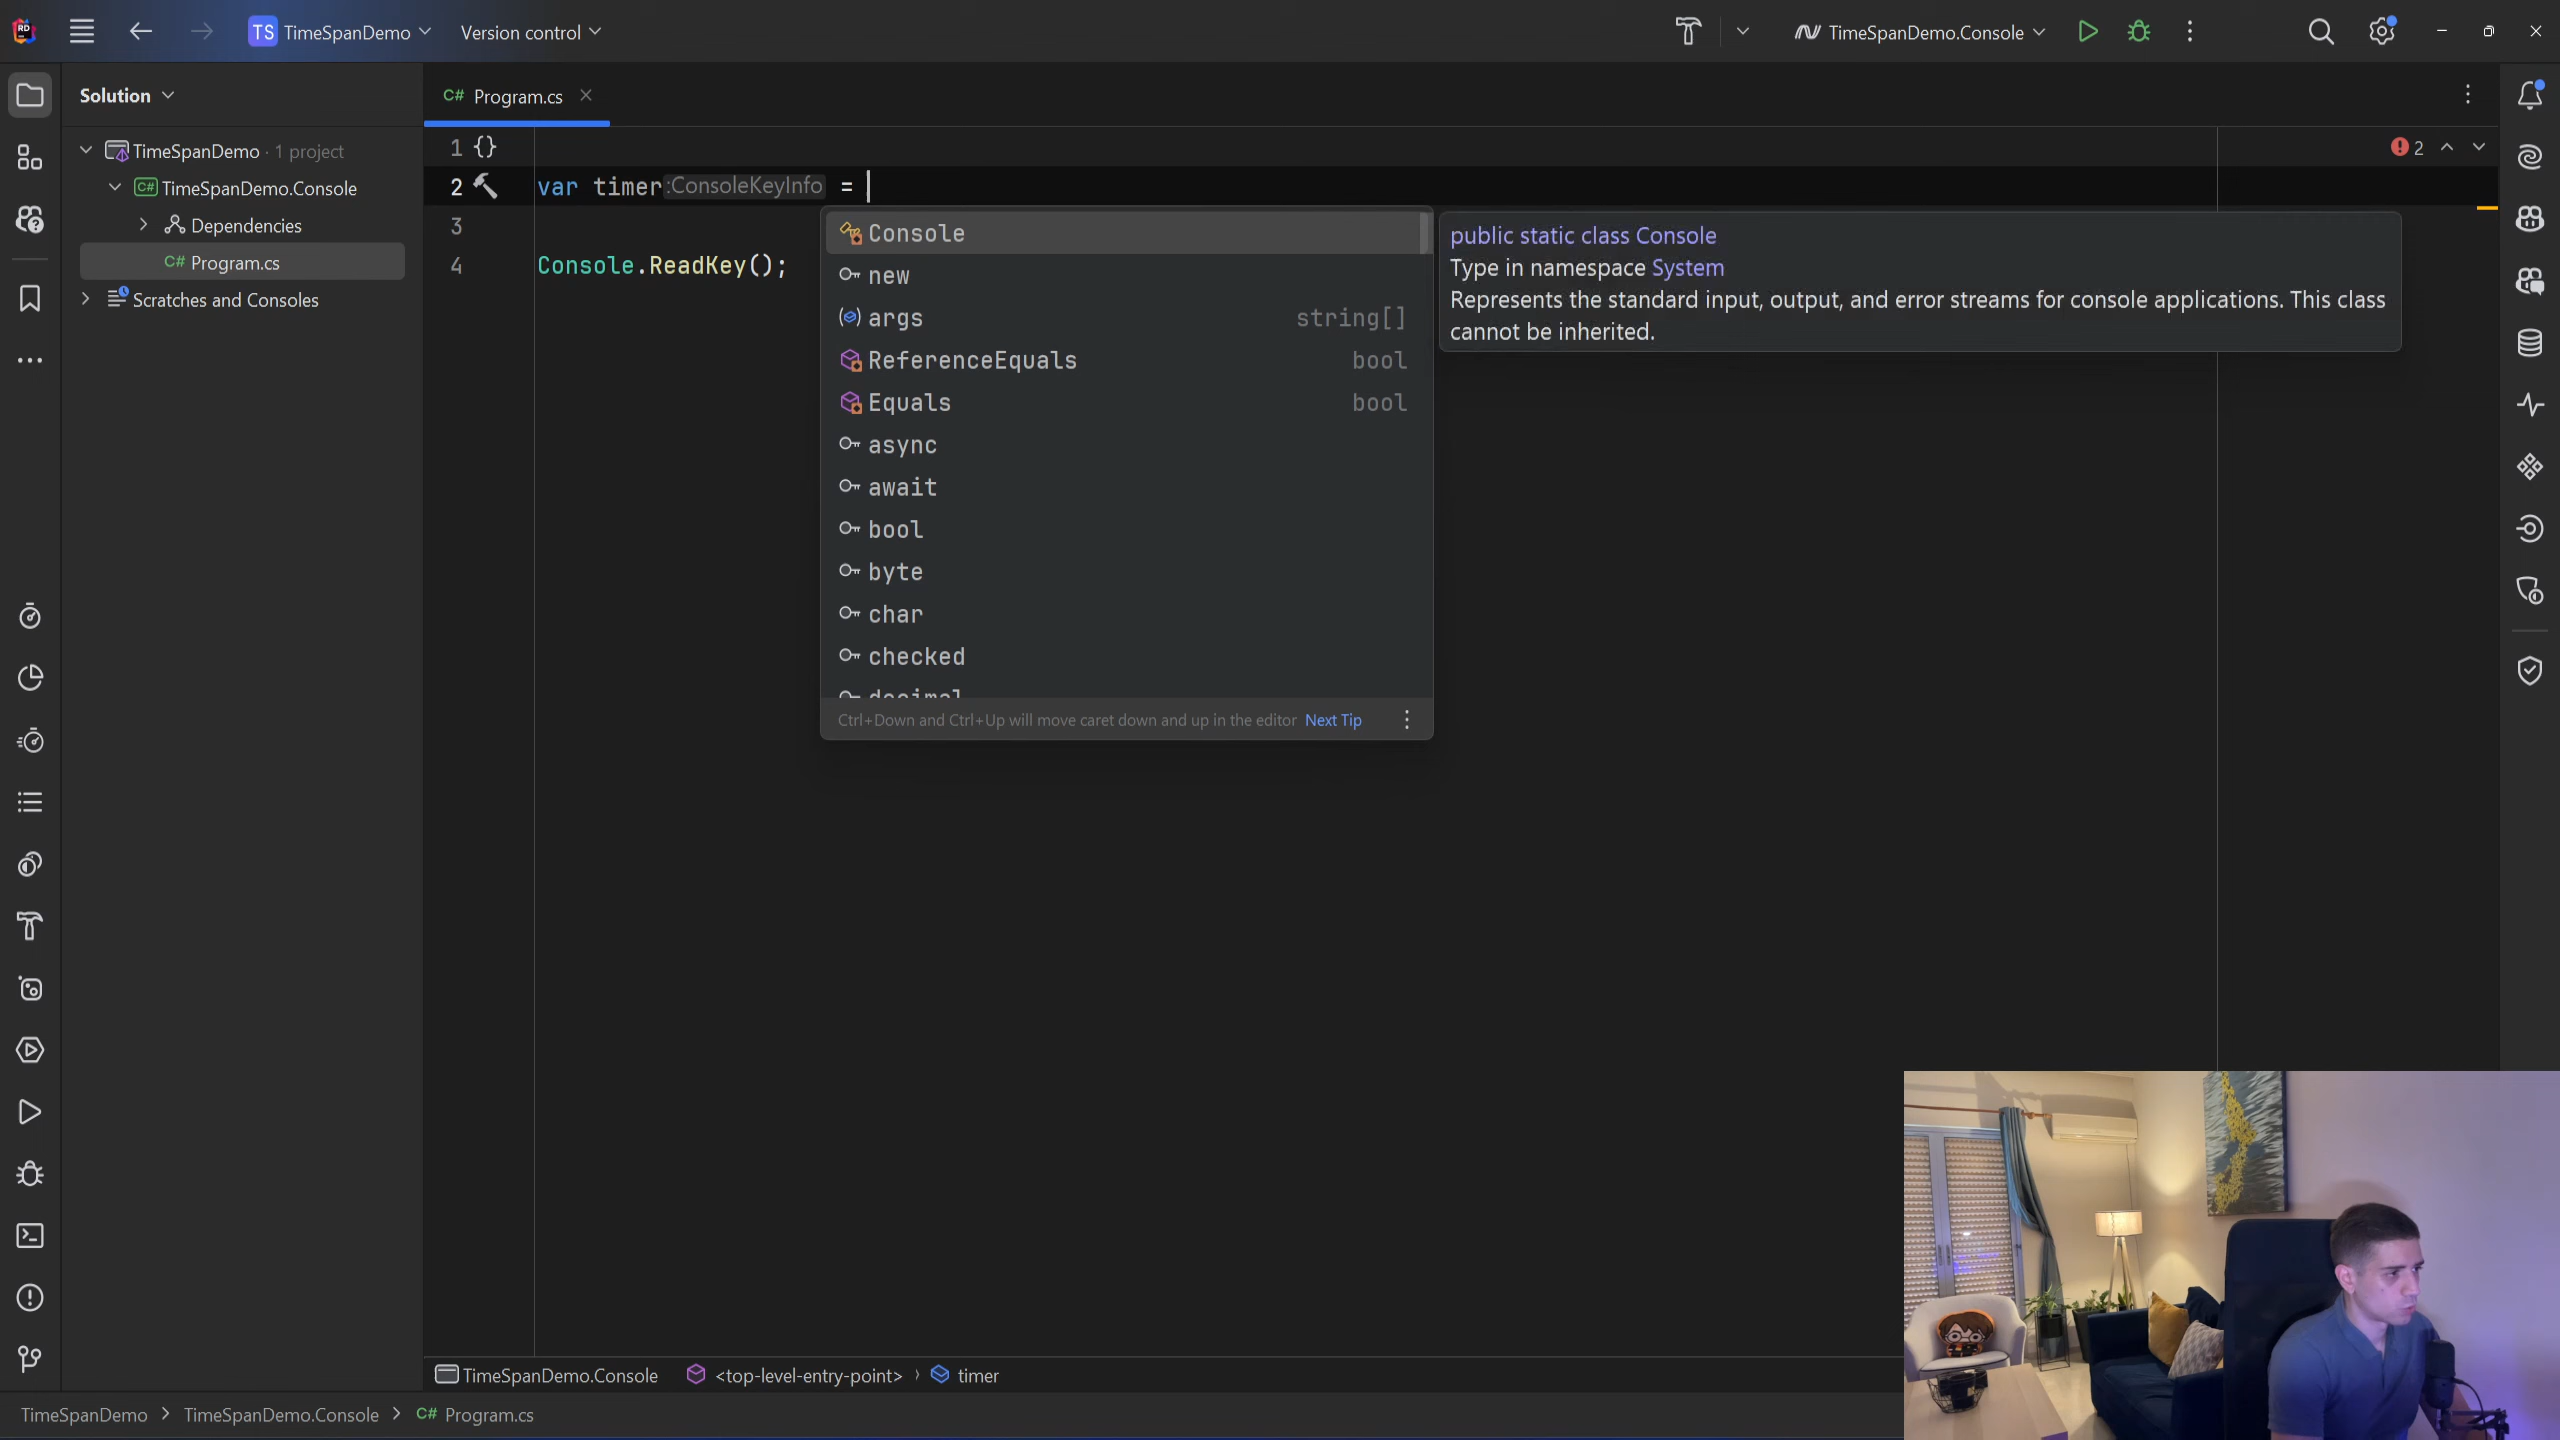 TS TimeSpanDemo
Version control
TimeSpanDemo.Console
Solution
C# Program.cs
TimeSpanDemo · 1 project
C# TimeSpanDemo.Console
Dependencies
C# Program.cs
Scratches and Consoles
1 {}
2 var timer :ConsoleKeyInfo =
3
4 Console.ReadKey();
2
Console
new
args string[]
ReferenceEquals bool
Equals bool
async
await
bool
byte
char
checked
decimal
Ctrl+Down and Ctrl+Up will move caret down and up in the editor Next Tip
public static class Console
Type in namespace System
Represents the standard input, output, and error streams for console applications. This class
cannot be inherited.
TimeSpanDemo.Console <top-level-entry-point> › timer
TimeSpanDemo > TimeSpanDemo.Console > C# Program.cs